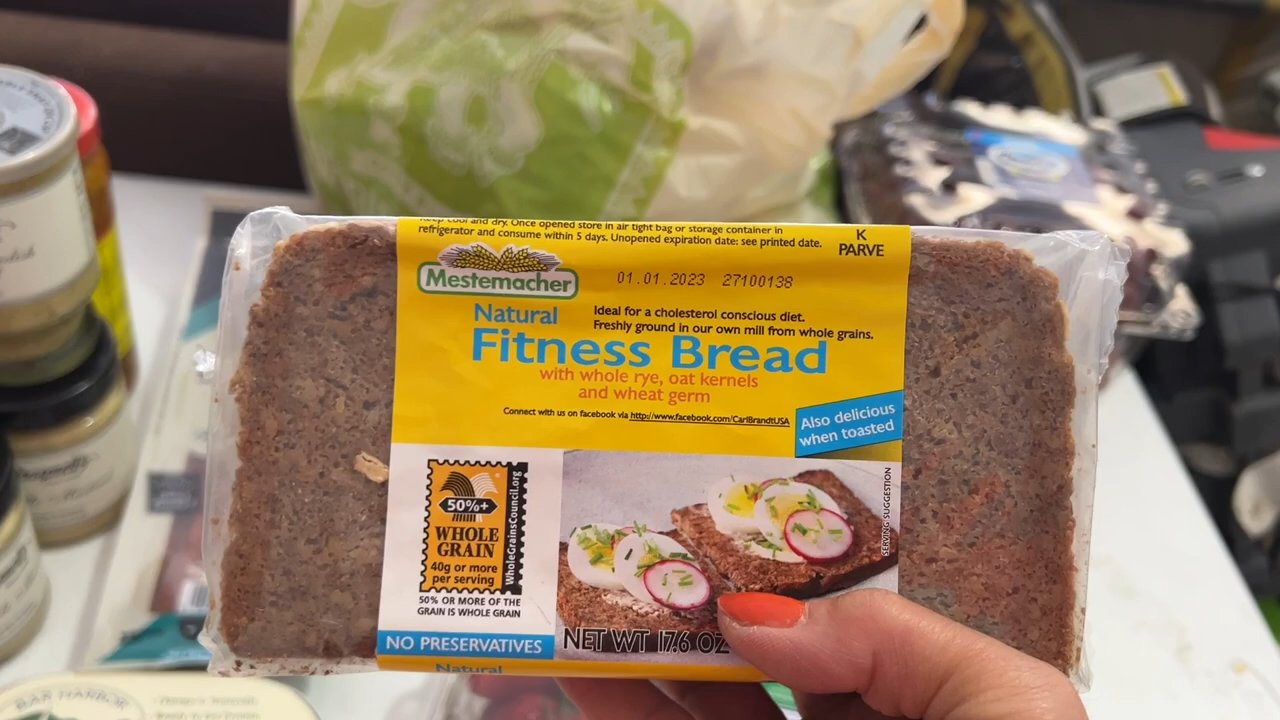 Keep cool and dry. Once opened store in air tight bag or storage container in
refrigerator and consume within 5 days. Unopened expiration date: see printed date.
K
PARVE
Mestemacher
01.01.2023 27100138
Natural
Ideal for a cholesterol conscious diet.
Freshly ground in our own mill from whole grains.
Fitness Bread
with whole rye, oat kernels
and wheat germ
Connect with us on facebook via http://www.facebook.com/CarlBrandtUSA
Also delicious
when toasted
50%+
WHOLE
GRAIN
40g or more
per serving
WholeGrainsCouncil.org
50% OR MORE OF THE
GRAIN IS WHOLE GRAIN
NO PRESERVATIVES
SERVING SUGGESTION
NET WT 17.6 OZ
Natural
BAR HARBOR